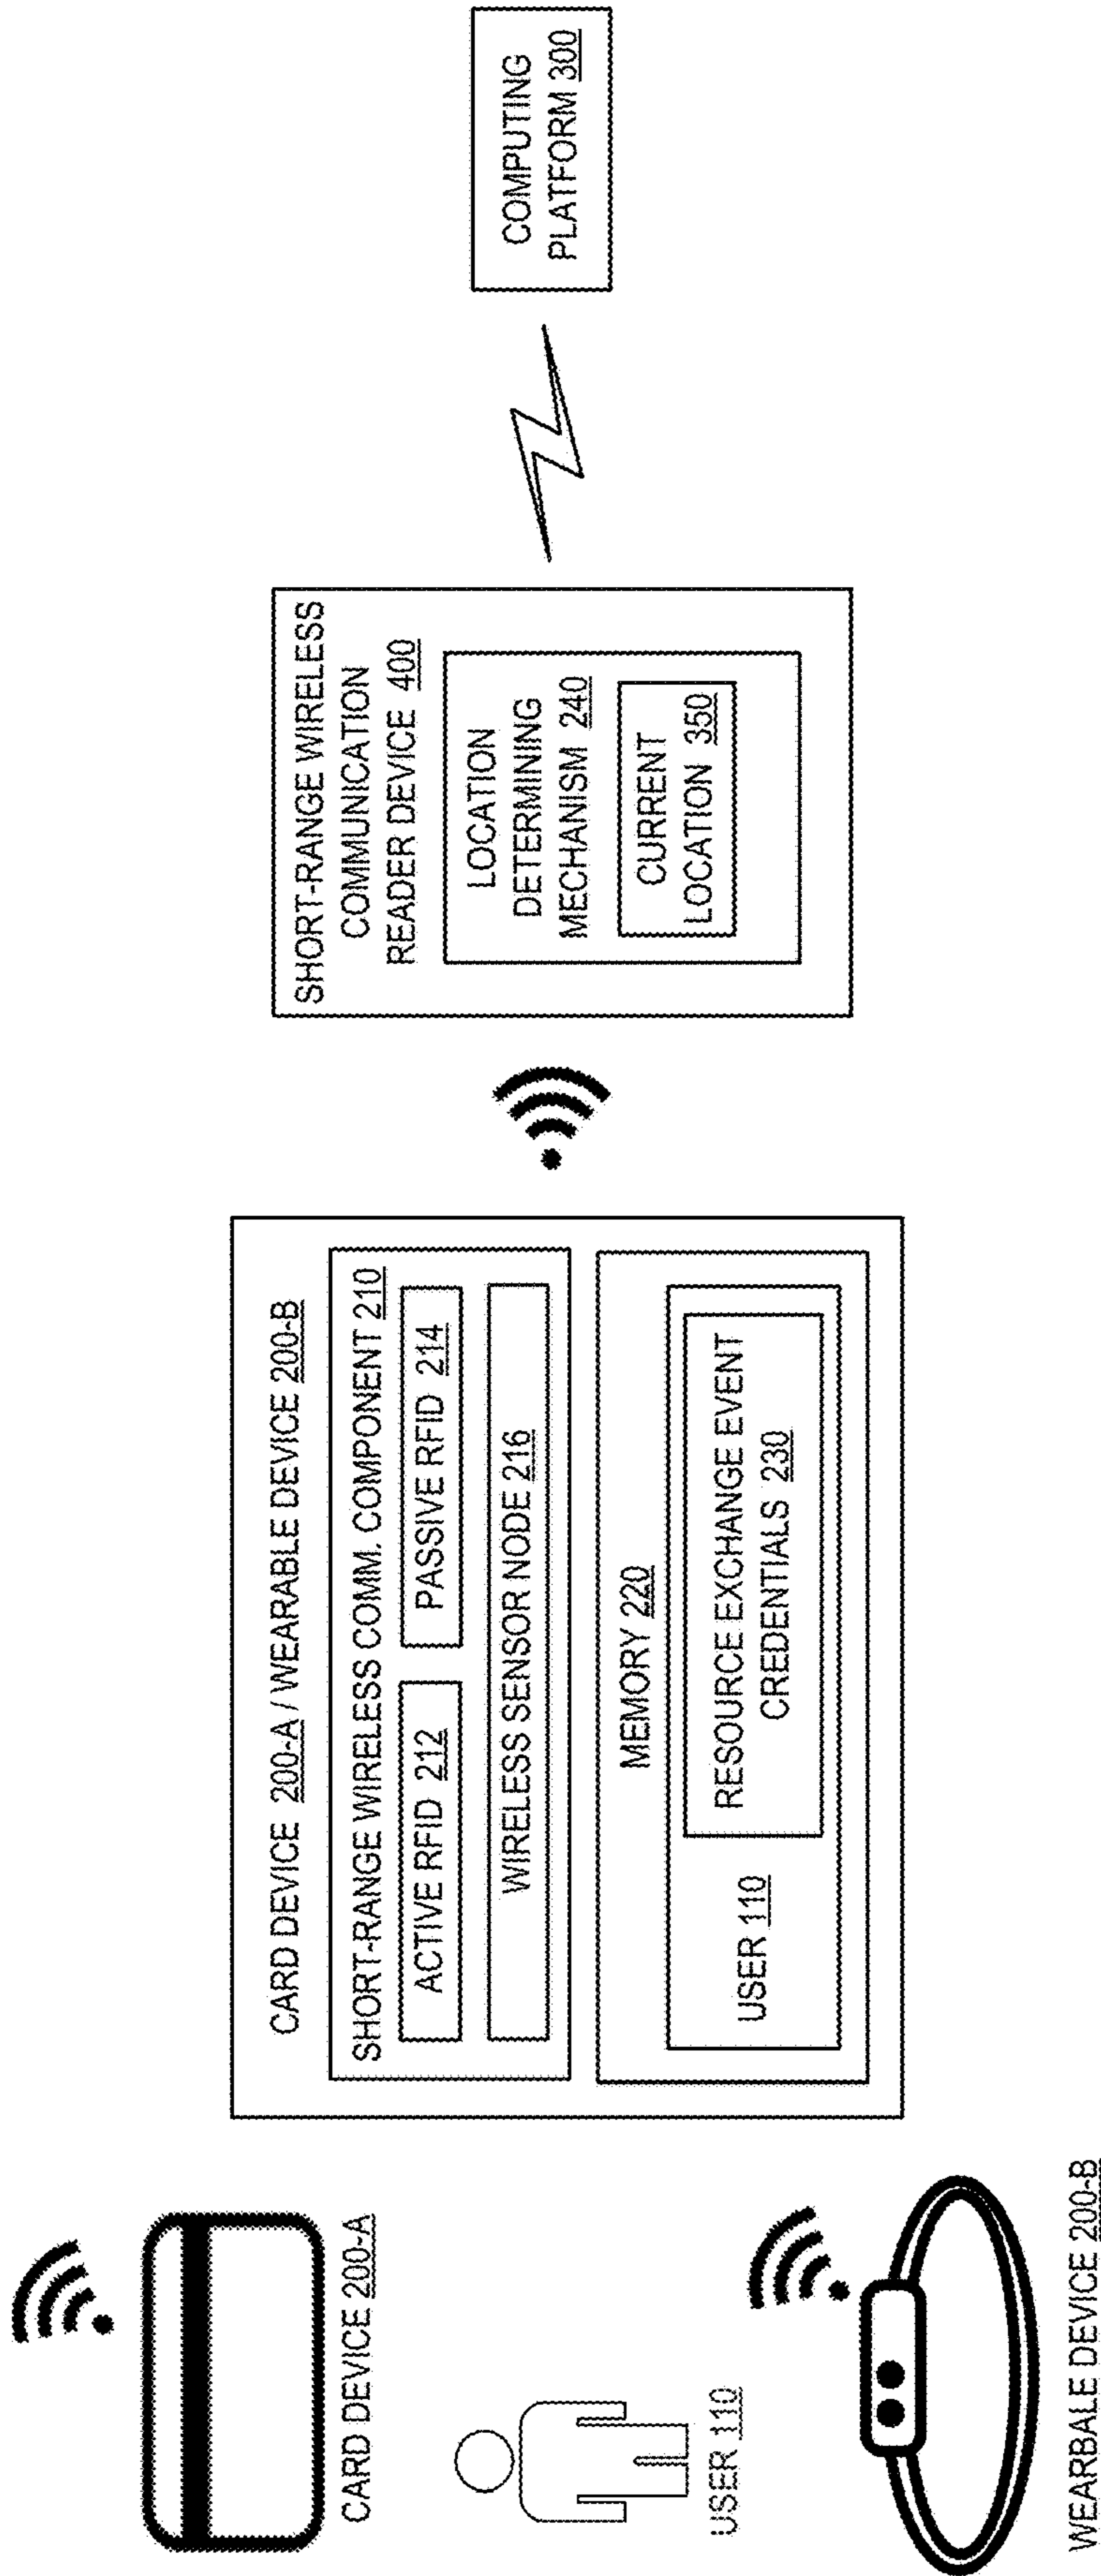 CARD DEVICE 200-A
USER 110
WEARBALE DEVICE 200-B
CARD DEVICE 200-A / WEARABLE DEVICE 200-B
SHORT-RANGE WIRELESS COMM. COMPONENT 210
ACTIVE RFID 212
PASSIVE RFID 214
WIRELESS SENSOR NODE 216
MEMORY 220
USER 110
RESOURCE EXCHANGE EVENT
CREDENTIALS 230
SHORT-RANGE WIRELESS
COMMUNICATION
READER DEVICE 400
LOCATION
DETERMINING
MECHANISM 240
CURRENT
LOCATION 350
COMPUTING
PLATFORM 300